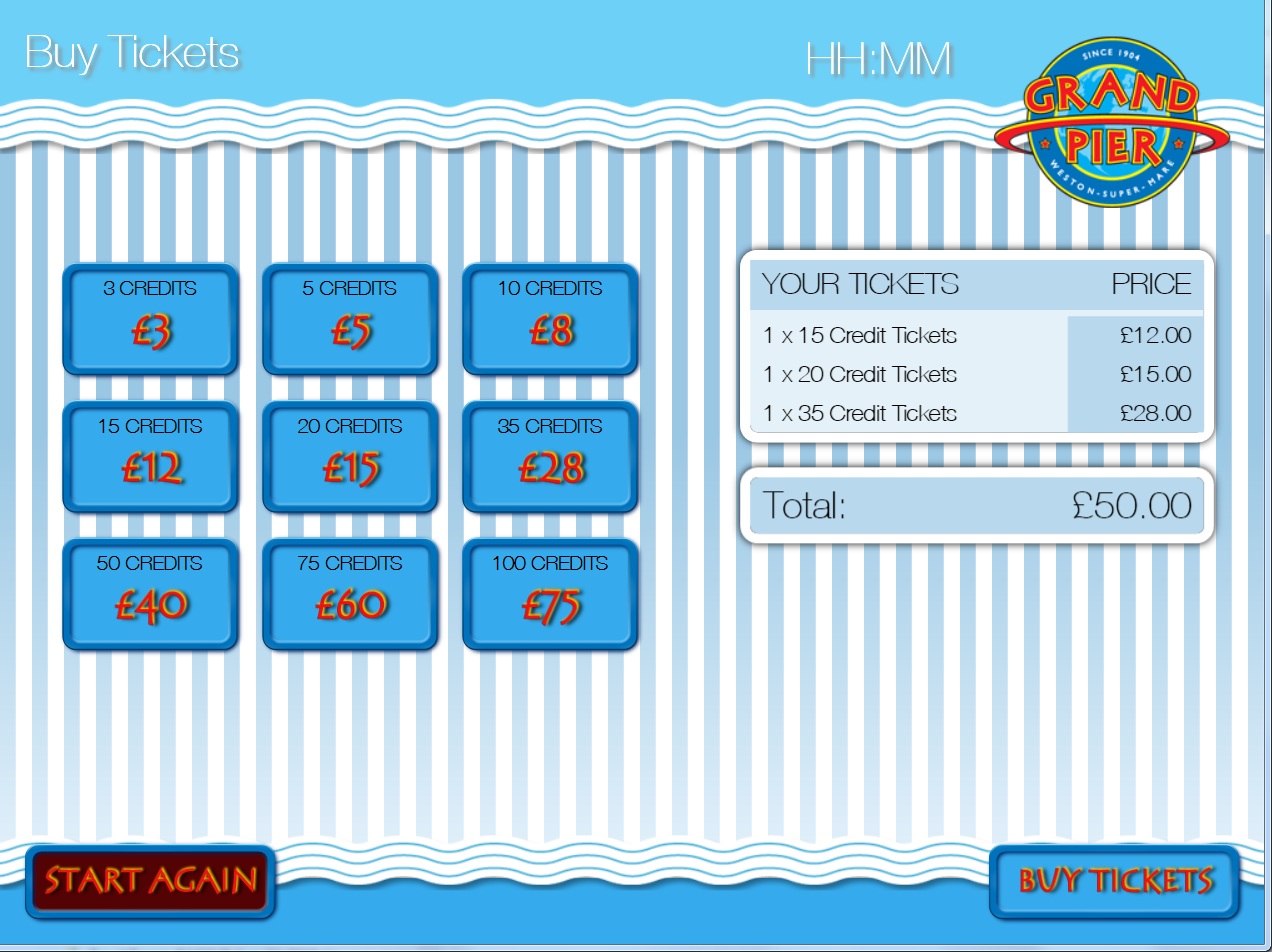 Buy Tickets
HH:MM
SINCE 1904
GRAND
PIER
WESTON-SUPER-MARE
3 CREDITS
£3
5 CREDITS
£5
10 CREDITS
£8
15 CREDITS
£12
20 CREDITS
£15
35 CREDITS
£28
50 CREDITS
£40
75 CREDITS
£60
100 CREDITS
£75
YOUR TICKETS PRICE
1 x 15 Credit Tickets £12.00
1 x 20 Credit Tickets £15.00
1 x 35 Credit Tickets £28.00
Total: £50.00
START AGAIN
BUY TICKETS